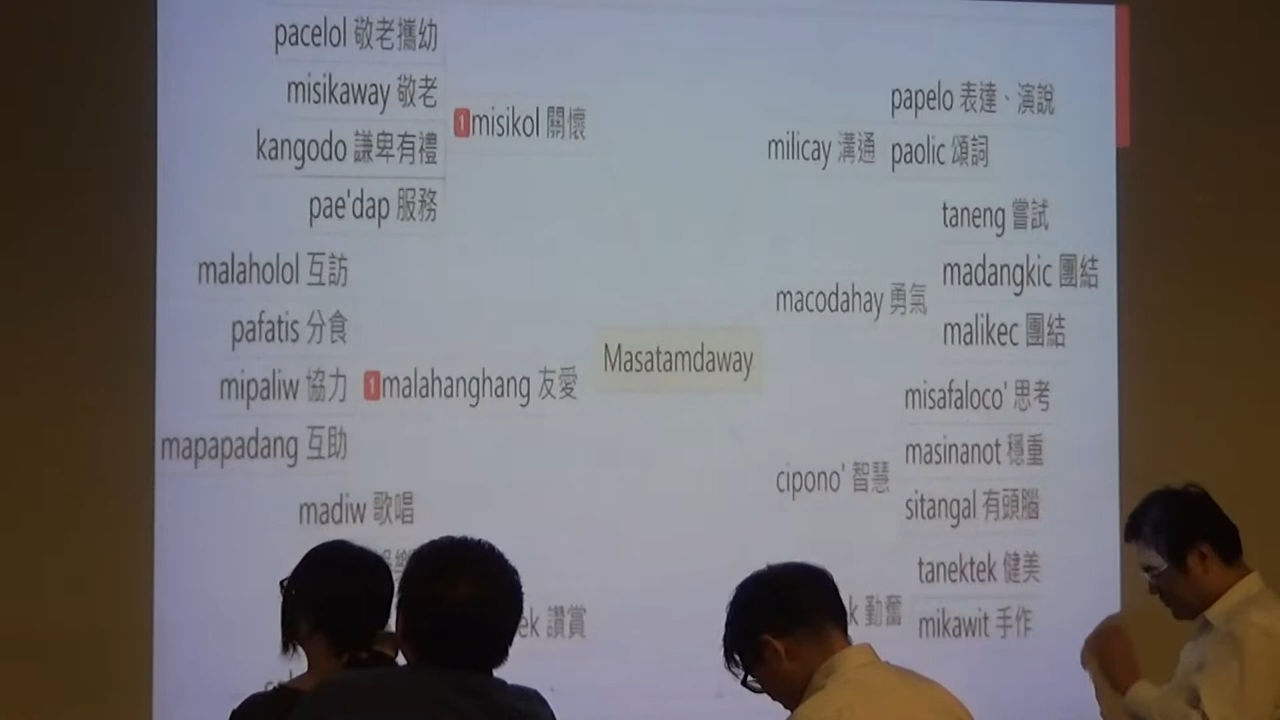 pacelol 敬老攜幼
misikaway 敬老
kangodo 謙卑有禮
pae'dap 服務
1 misikol 關懷
malaholol 互訪
pafatis 分食
mipaliw 協力
mapapadang 互助
1 malahanghang 友愛
madiw 歌唱
讚賞
Masatamdaway
milicay 溝通
papelo 表達、演說
paolic 頌詞
macodahay 勇氣
taneng 嘗試
madangkic 團結
malikec 團結
cipono' 智慧
misafaloco' 思考
masinanot 穩重
sitangal 有頭腦
勤奮
tanektek 健美
mikawit 手作